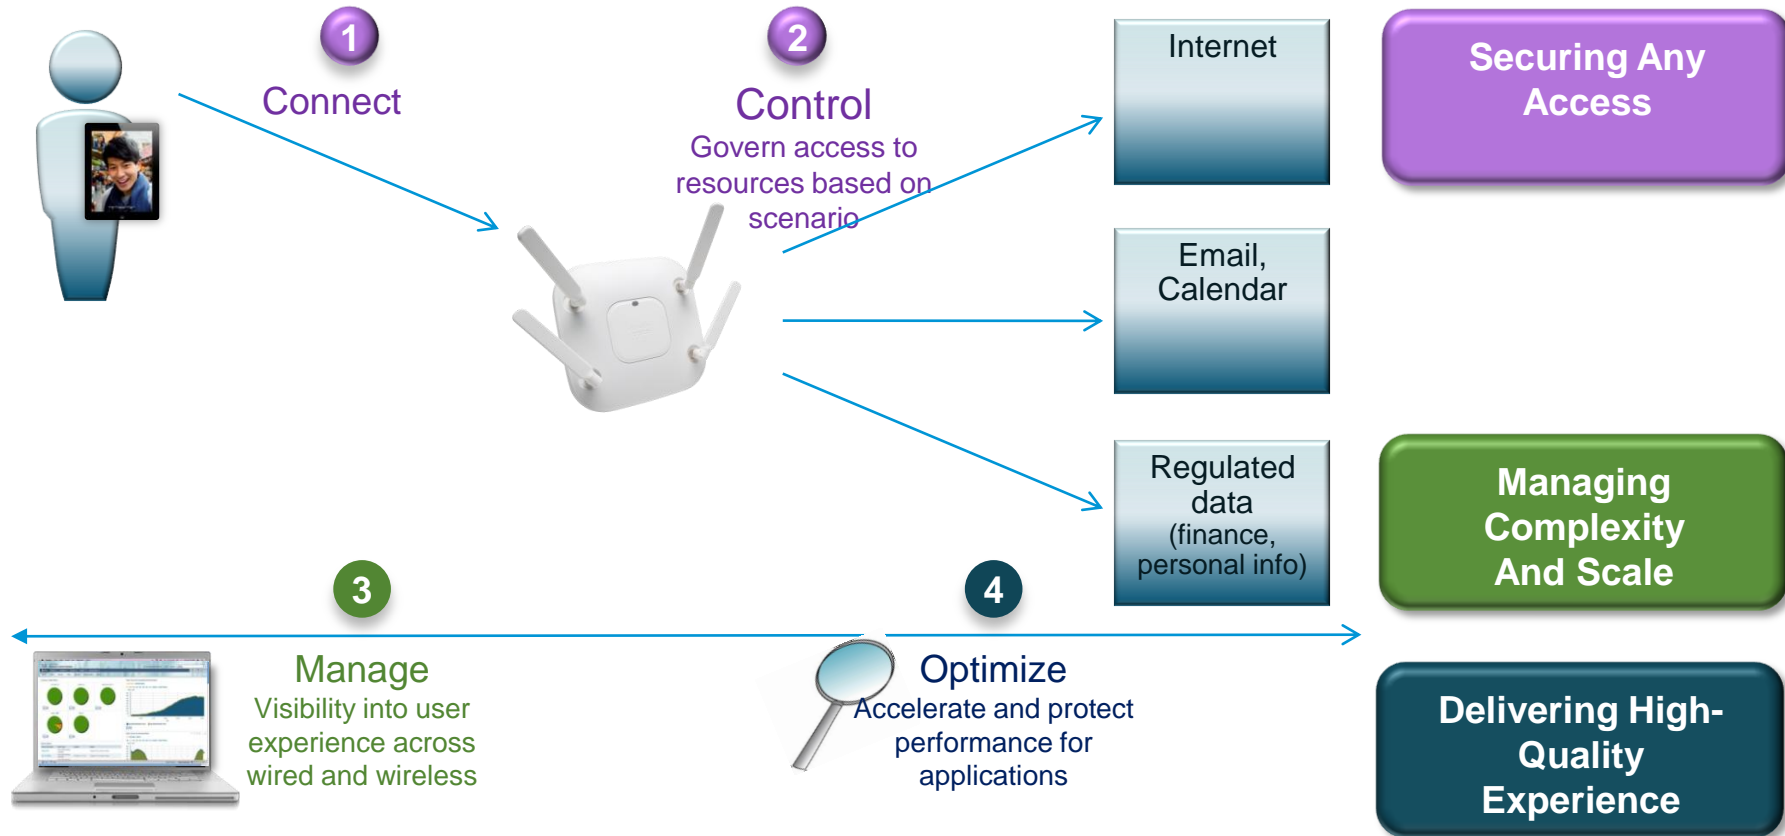 1
Connect
2
Control
Govern access to
resources based on
scenario
Internet
Email,
Calendar
Regulated
data
(finance,
personal info)
Securing Any
Access
Managing
Complexity
And Scale
Delivering High-
Quality
Experience
3
Manage
Visibility into user
experience across
wired and wireless
4
Optimize
Accelerate and protect
performance for
applications